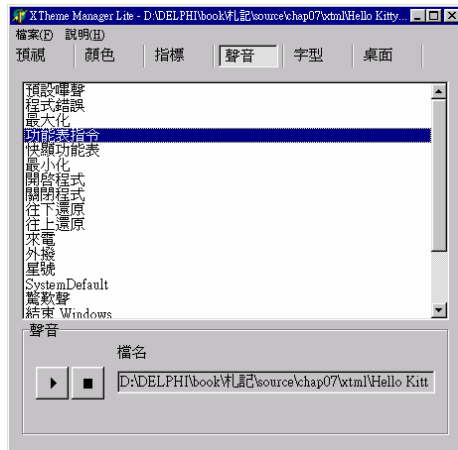 XTheme Manager Lite - D:\DELPHI\book\札記\source\chap07\xtml\Hello Kitty...
檔案(F) 說明(H)
預視 顏色 指標 聲音 字型 桌面
預設嗶聲
程式錯誤
最大化
功能表指令
快顯功能表
最小化
開啟程式
關閉程式
往下還原
往上還原
來電
外撥
星號
SystemDefault
驚歎聲
結束 Windows
聲音
檔名
D:\DELPHI\book\札記\source\chap07\xtml\Hello Kitt